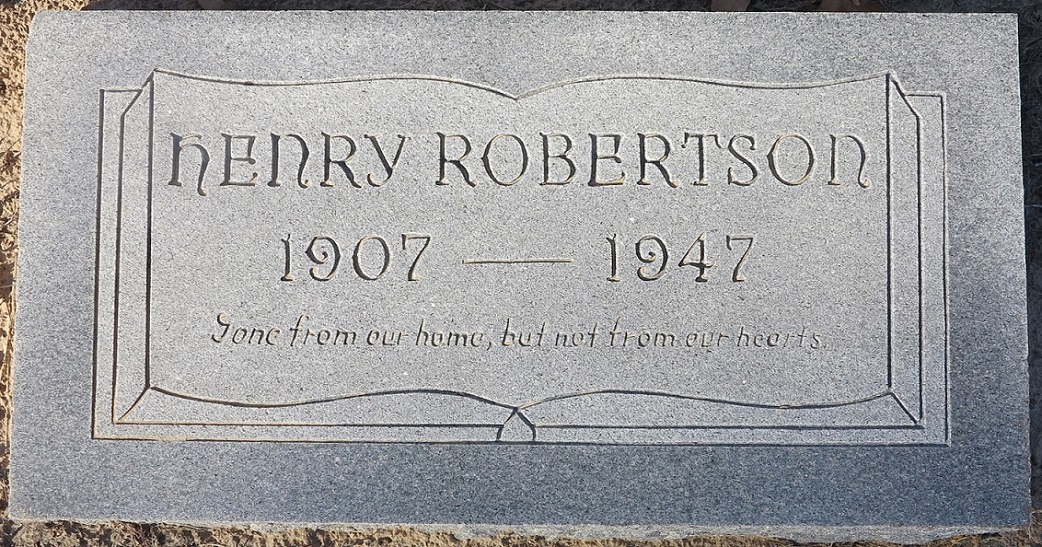 HENRY ROBERTSON
1907 — 1947
Gone from our home, but not from our hearts.